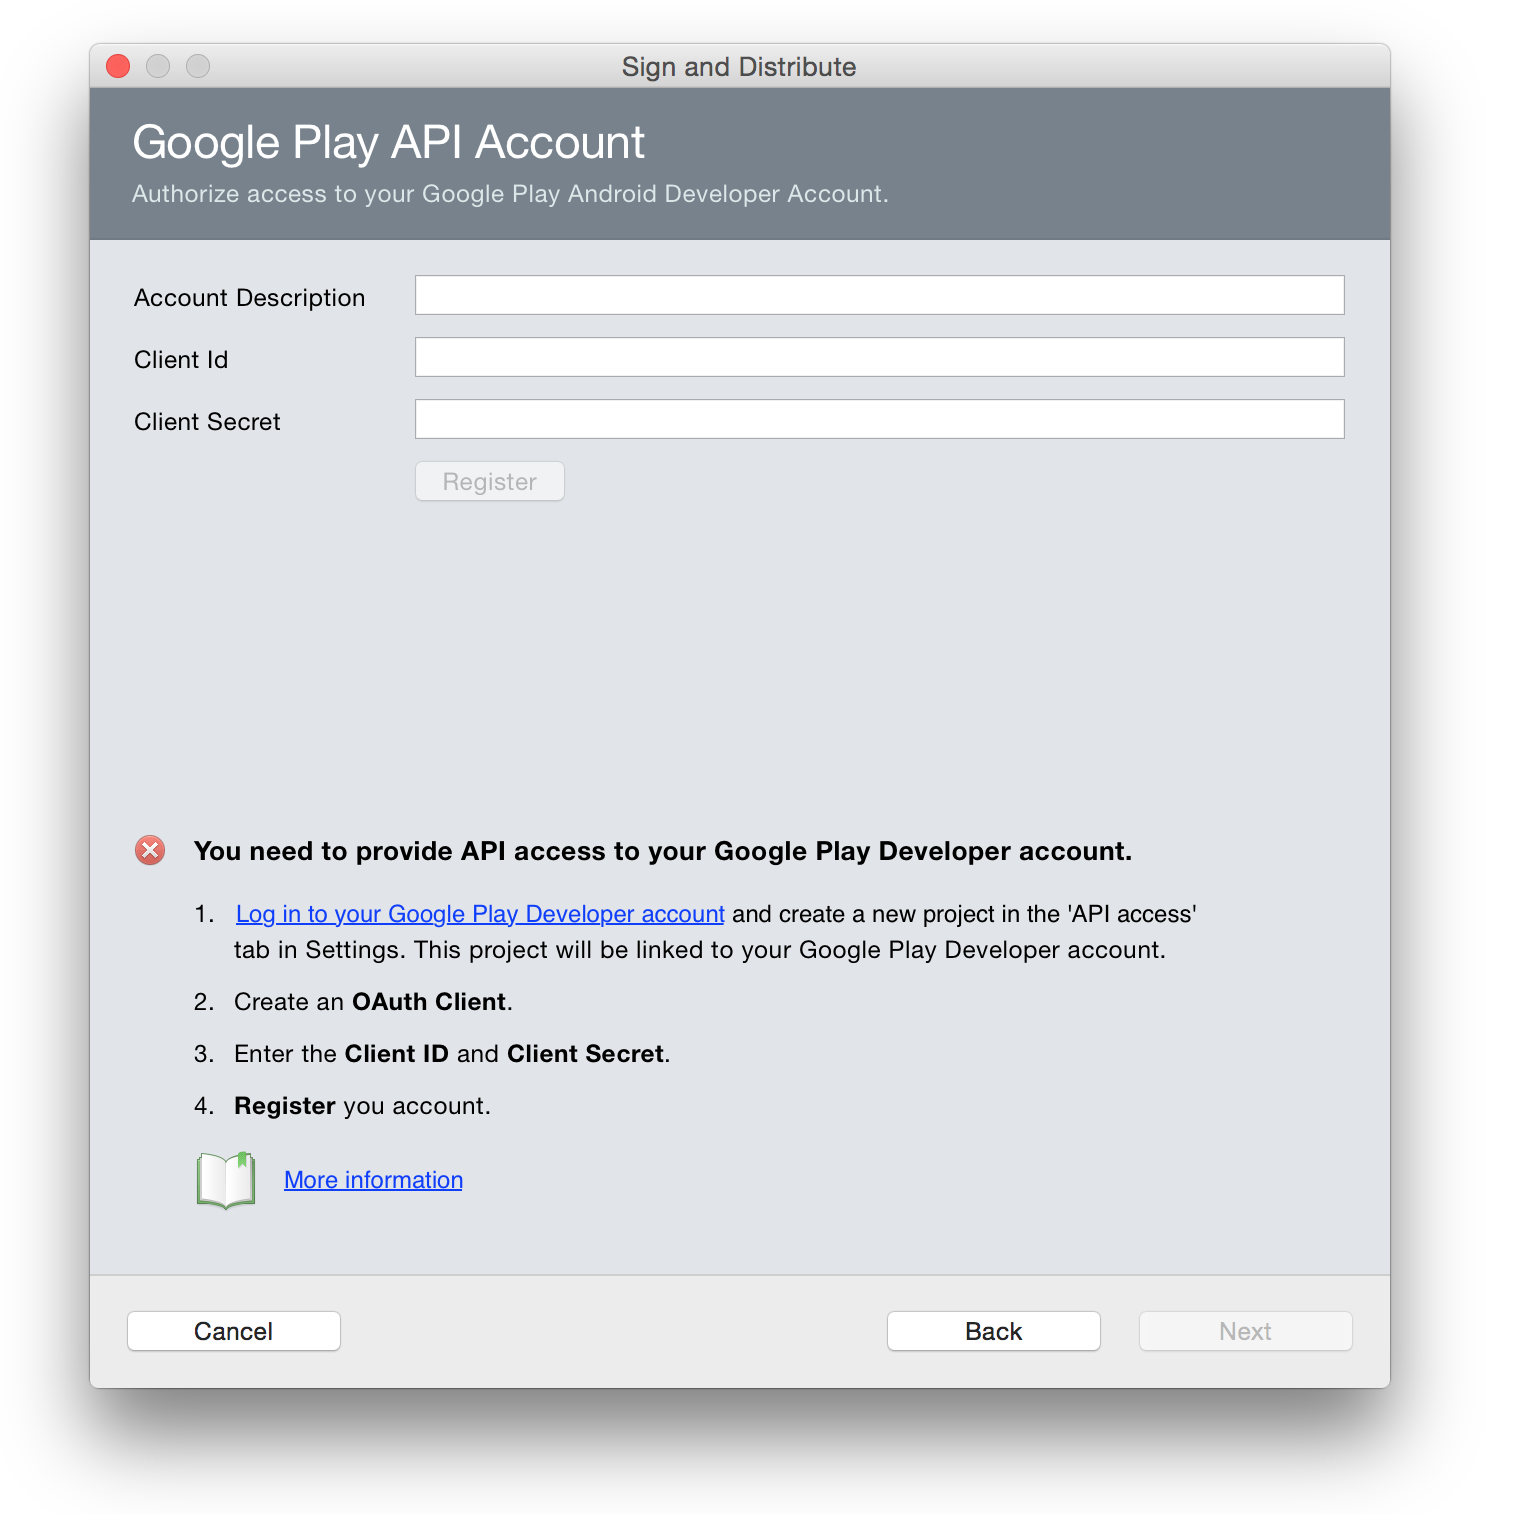 Sign and Distribute
Google Play API Account
Authorize access to your Google Play Android Developer Account.
Account Description
Client Id
Client Secret
Register
You need to provide API access to your Google Play Developer account.
1. Log in to your Google Play Developer account and create a new project in the 'API access'
tab in Settings. This project will be linked to your Google Play Developer account.
2. Create an OAuth Client.
3. Enter the Client ID and Client Secret.
4. Register you account.
More information
Cancel Back Next